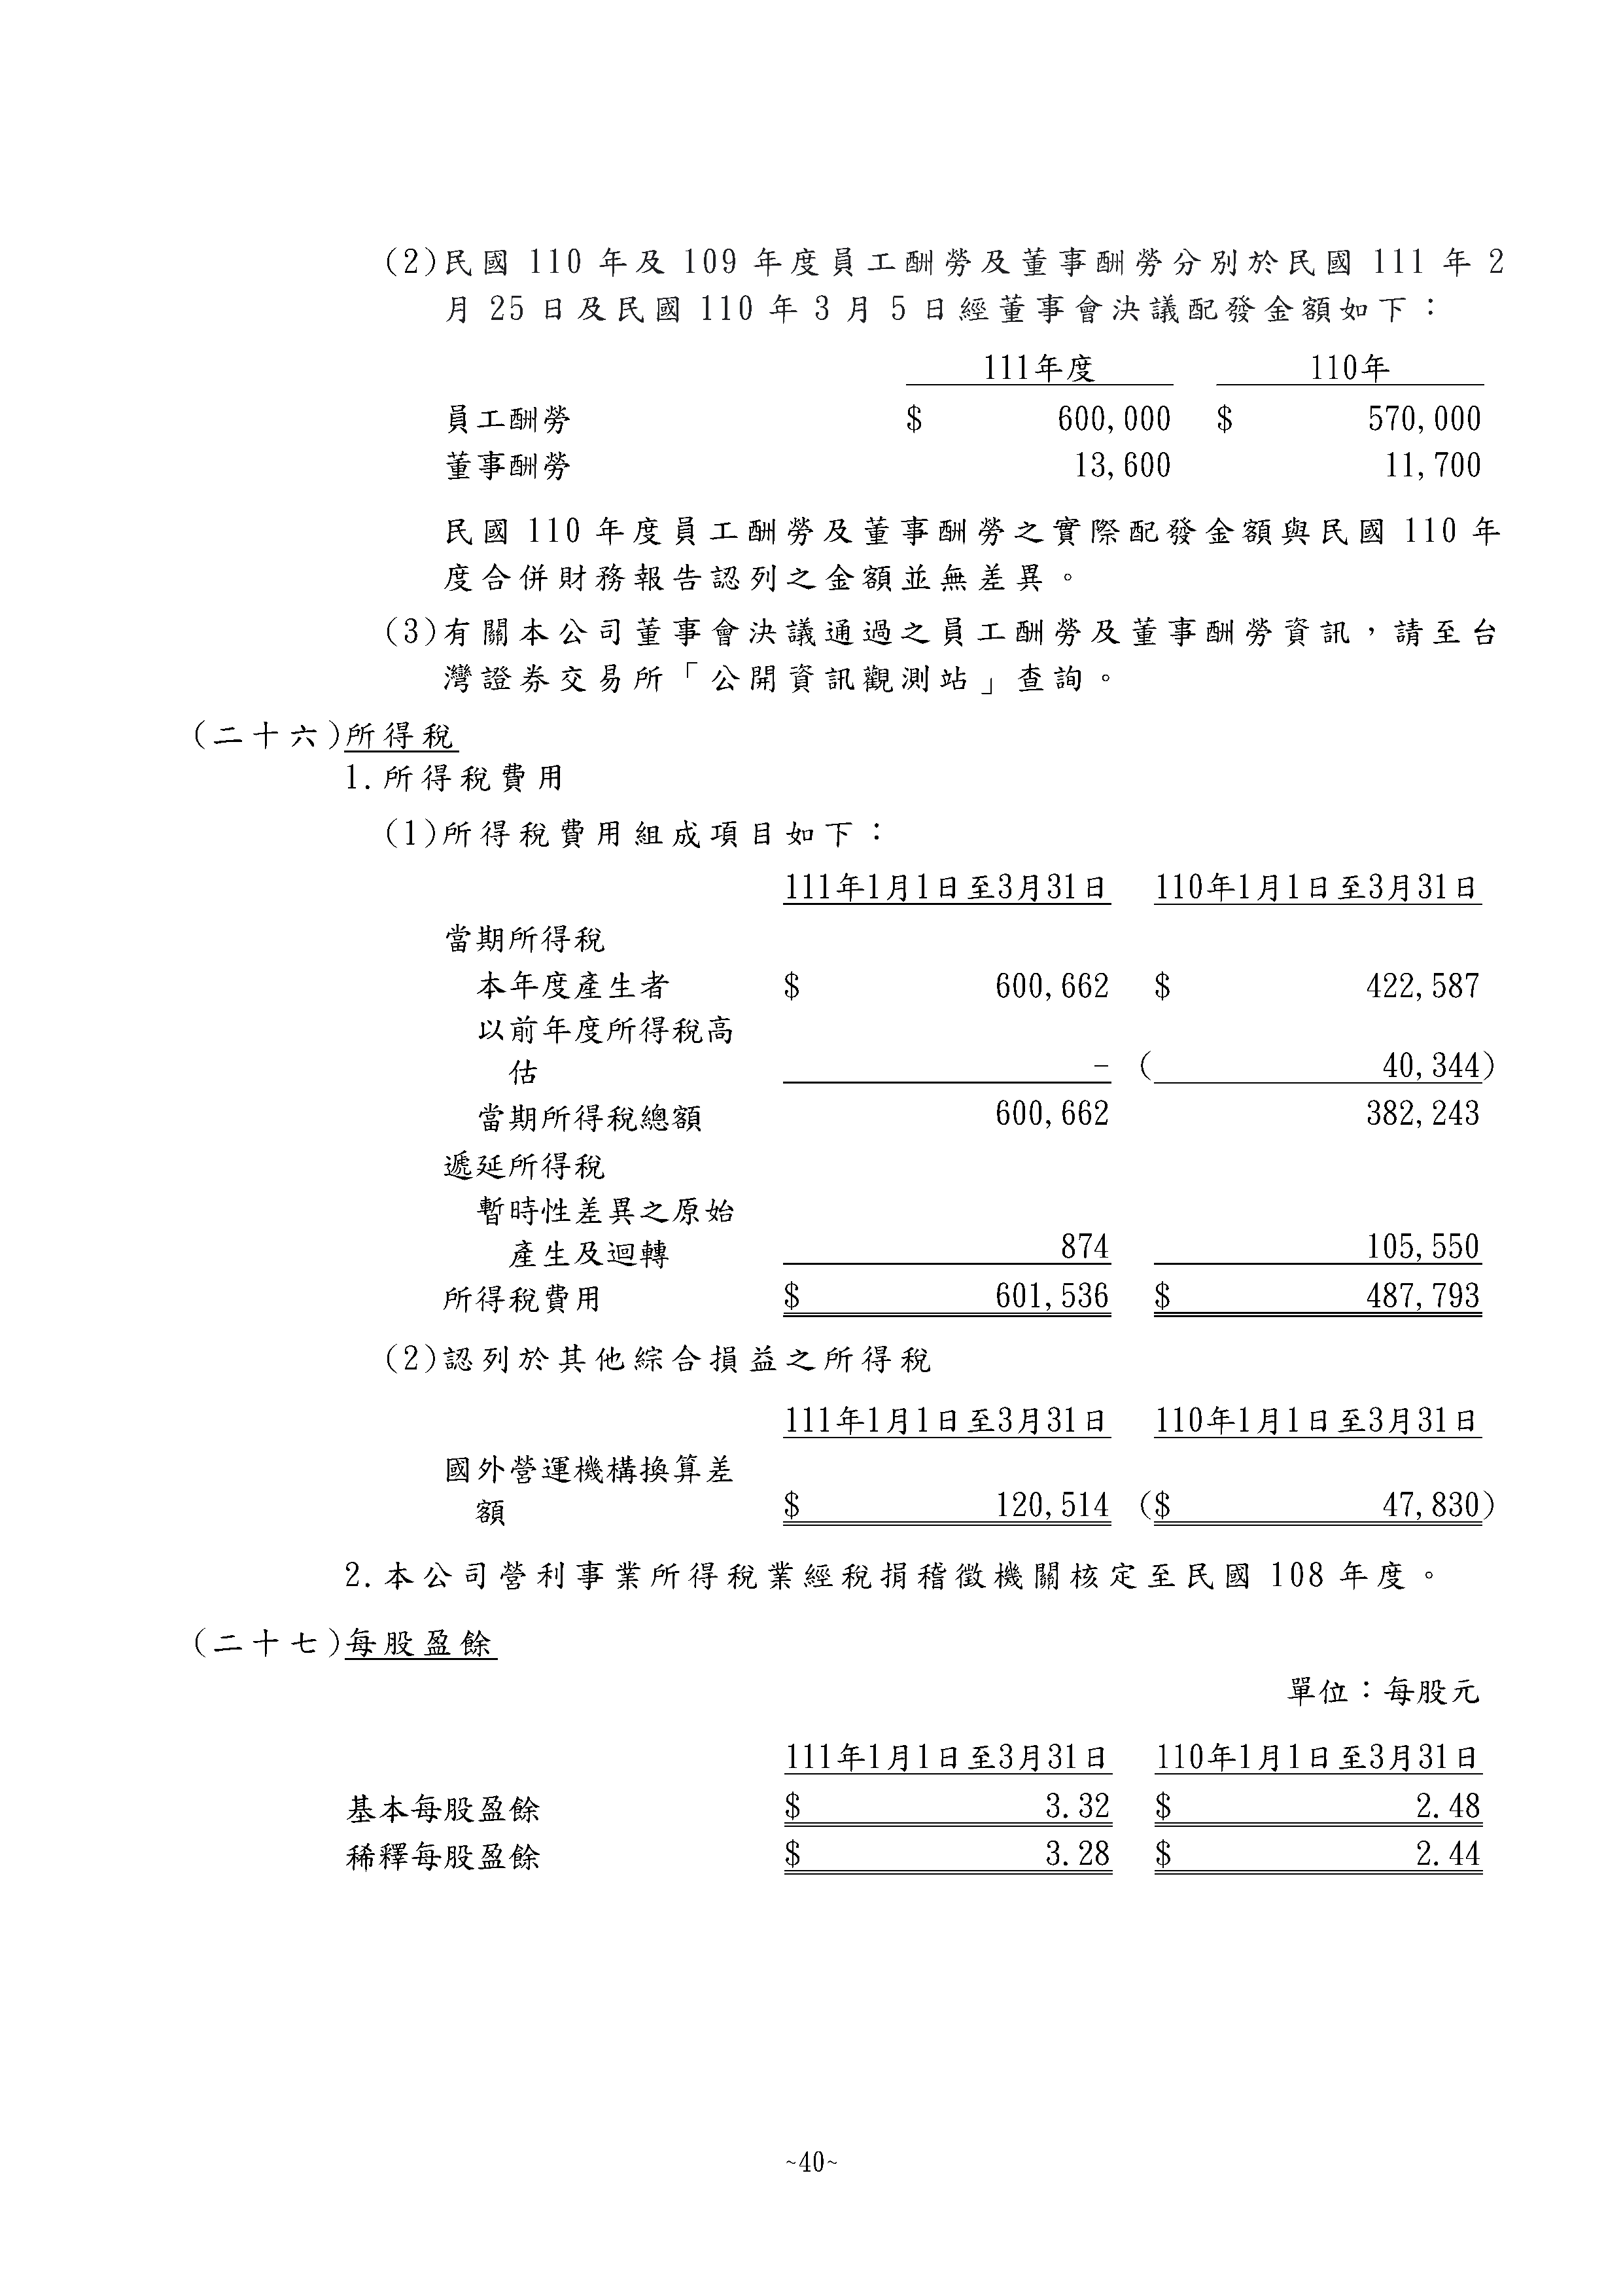 (2)民國 110 年及 109 年度員工酬勞及董事酬勞分別於民國 111 年 2
月 25 日及民國 110 年 3 月 5 日經董事會決議配發金額如下：
111年度 110年
員工酬勞 $ 600,000 $ 570,000
董事酬勞 13,600 11,700
民國 110 年度員工酬勞及董事酬勞之實際配發金額與民國 110 年
度合併財務報告認列之金額並無差異。
(3)有關本公司董事會決議通過之員工酬勞及董事酬勞資訊，請至台
灣證券交易所「公開資訊觀測站」查詢。
(二十六)所得稅
1.所得稅費用
(1)所得稅費用組成項目如下：
111年1月1日至3月31日 110年1月1日至3月31日
當期所得稅
本年度產生者 $ 600,662 $ 422,587
以前年度所得稅高
估 - ( 40,344)
當期所得稅總額 600,662 382,243
遞延所得稅
暫時性差異之原始
產生及迴轉 874 105,550
所得稅費用 $ 601,536 $ 487,793
(2)認列於其他綜合損益之所得稅
111年1月1日至3月31日 110年1月1日至3月31日
國外營運機構換算差
額 $ 120,514 ($ 47,830)
2.本公司營利事業所得稅業經稅捐稽徵機關核定至民國 108 年度。
(二十七)每股盈餘
單位：每股元
111年1月1日至3月31日 110年1月1日至3月31日
基本每股盈餘 $ 3.32 $ 2.48
稀釋每股盈餘 $ 3.28 $ 2.44
~40~